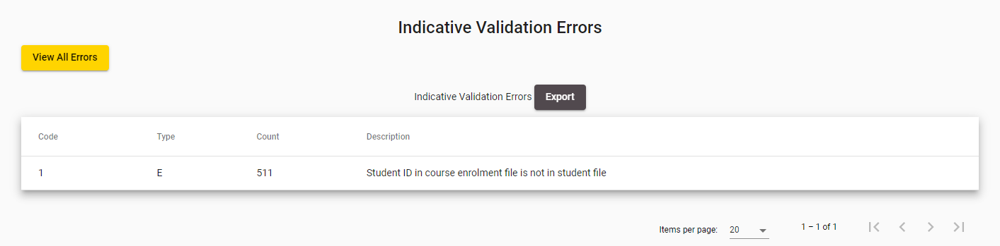 Indicative Validation Errors
View All Errors
Indicative Validation Errors Export
Code Type Count Description
1 E 511 Student ID in course enrolment file is not in student file
Items per page: 20 1 – 1 of 1